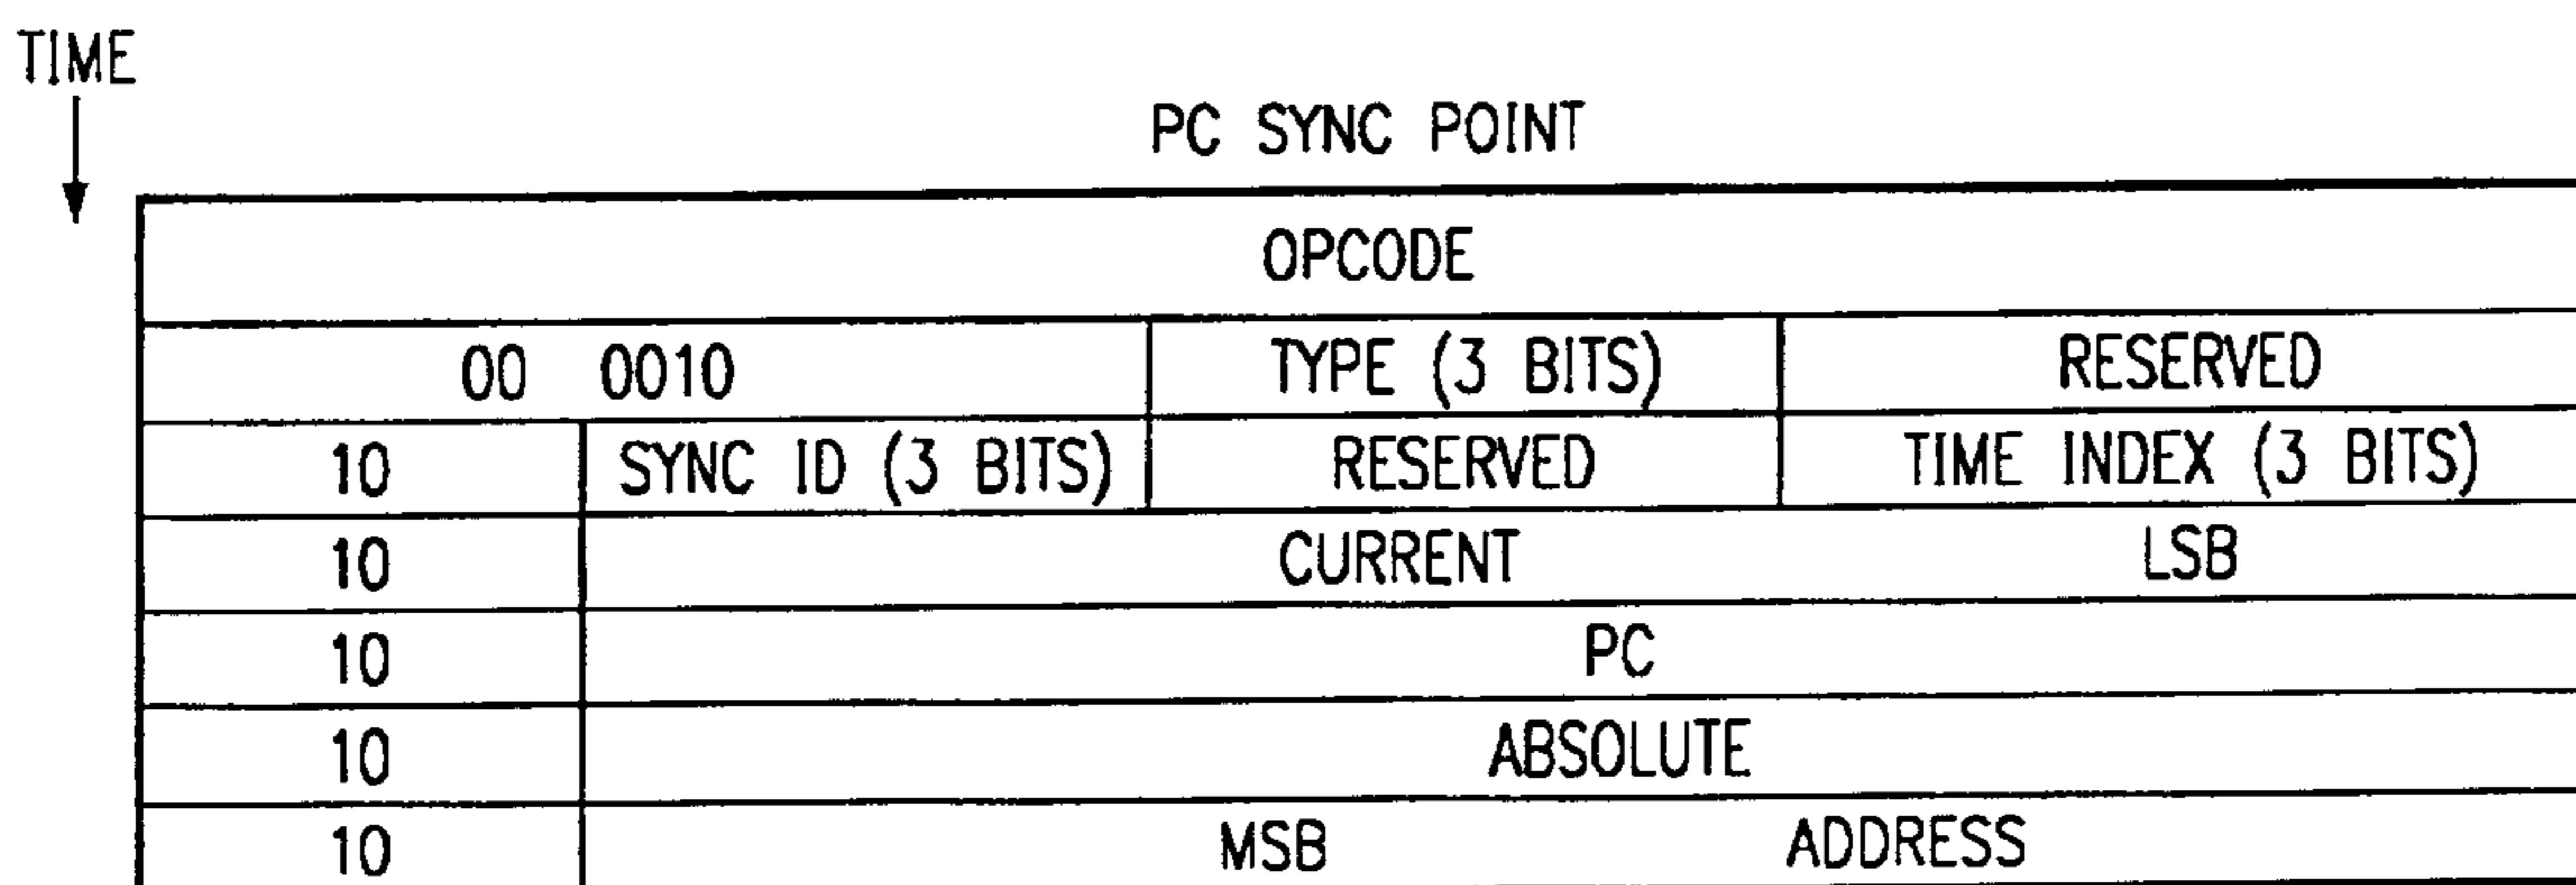 TIME
PC SYNC POINT
OPCODE
00 0010 TYPE (3 BITS) RESERVED
10 SYNC ID (3 BITS) RESERVED TIME INDEX (3 BITS)
10 CURRENT LSB
10 PC
10 ABSOLUTE
10 MSB ADDRESS